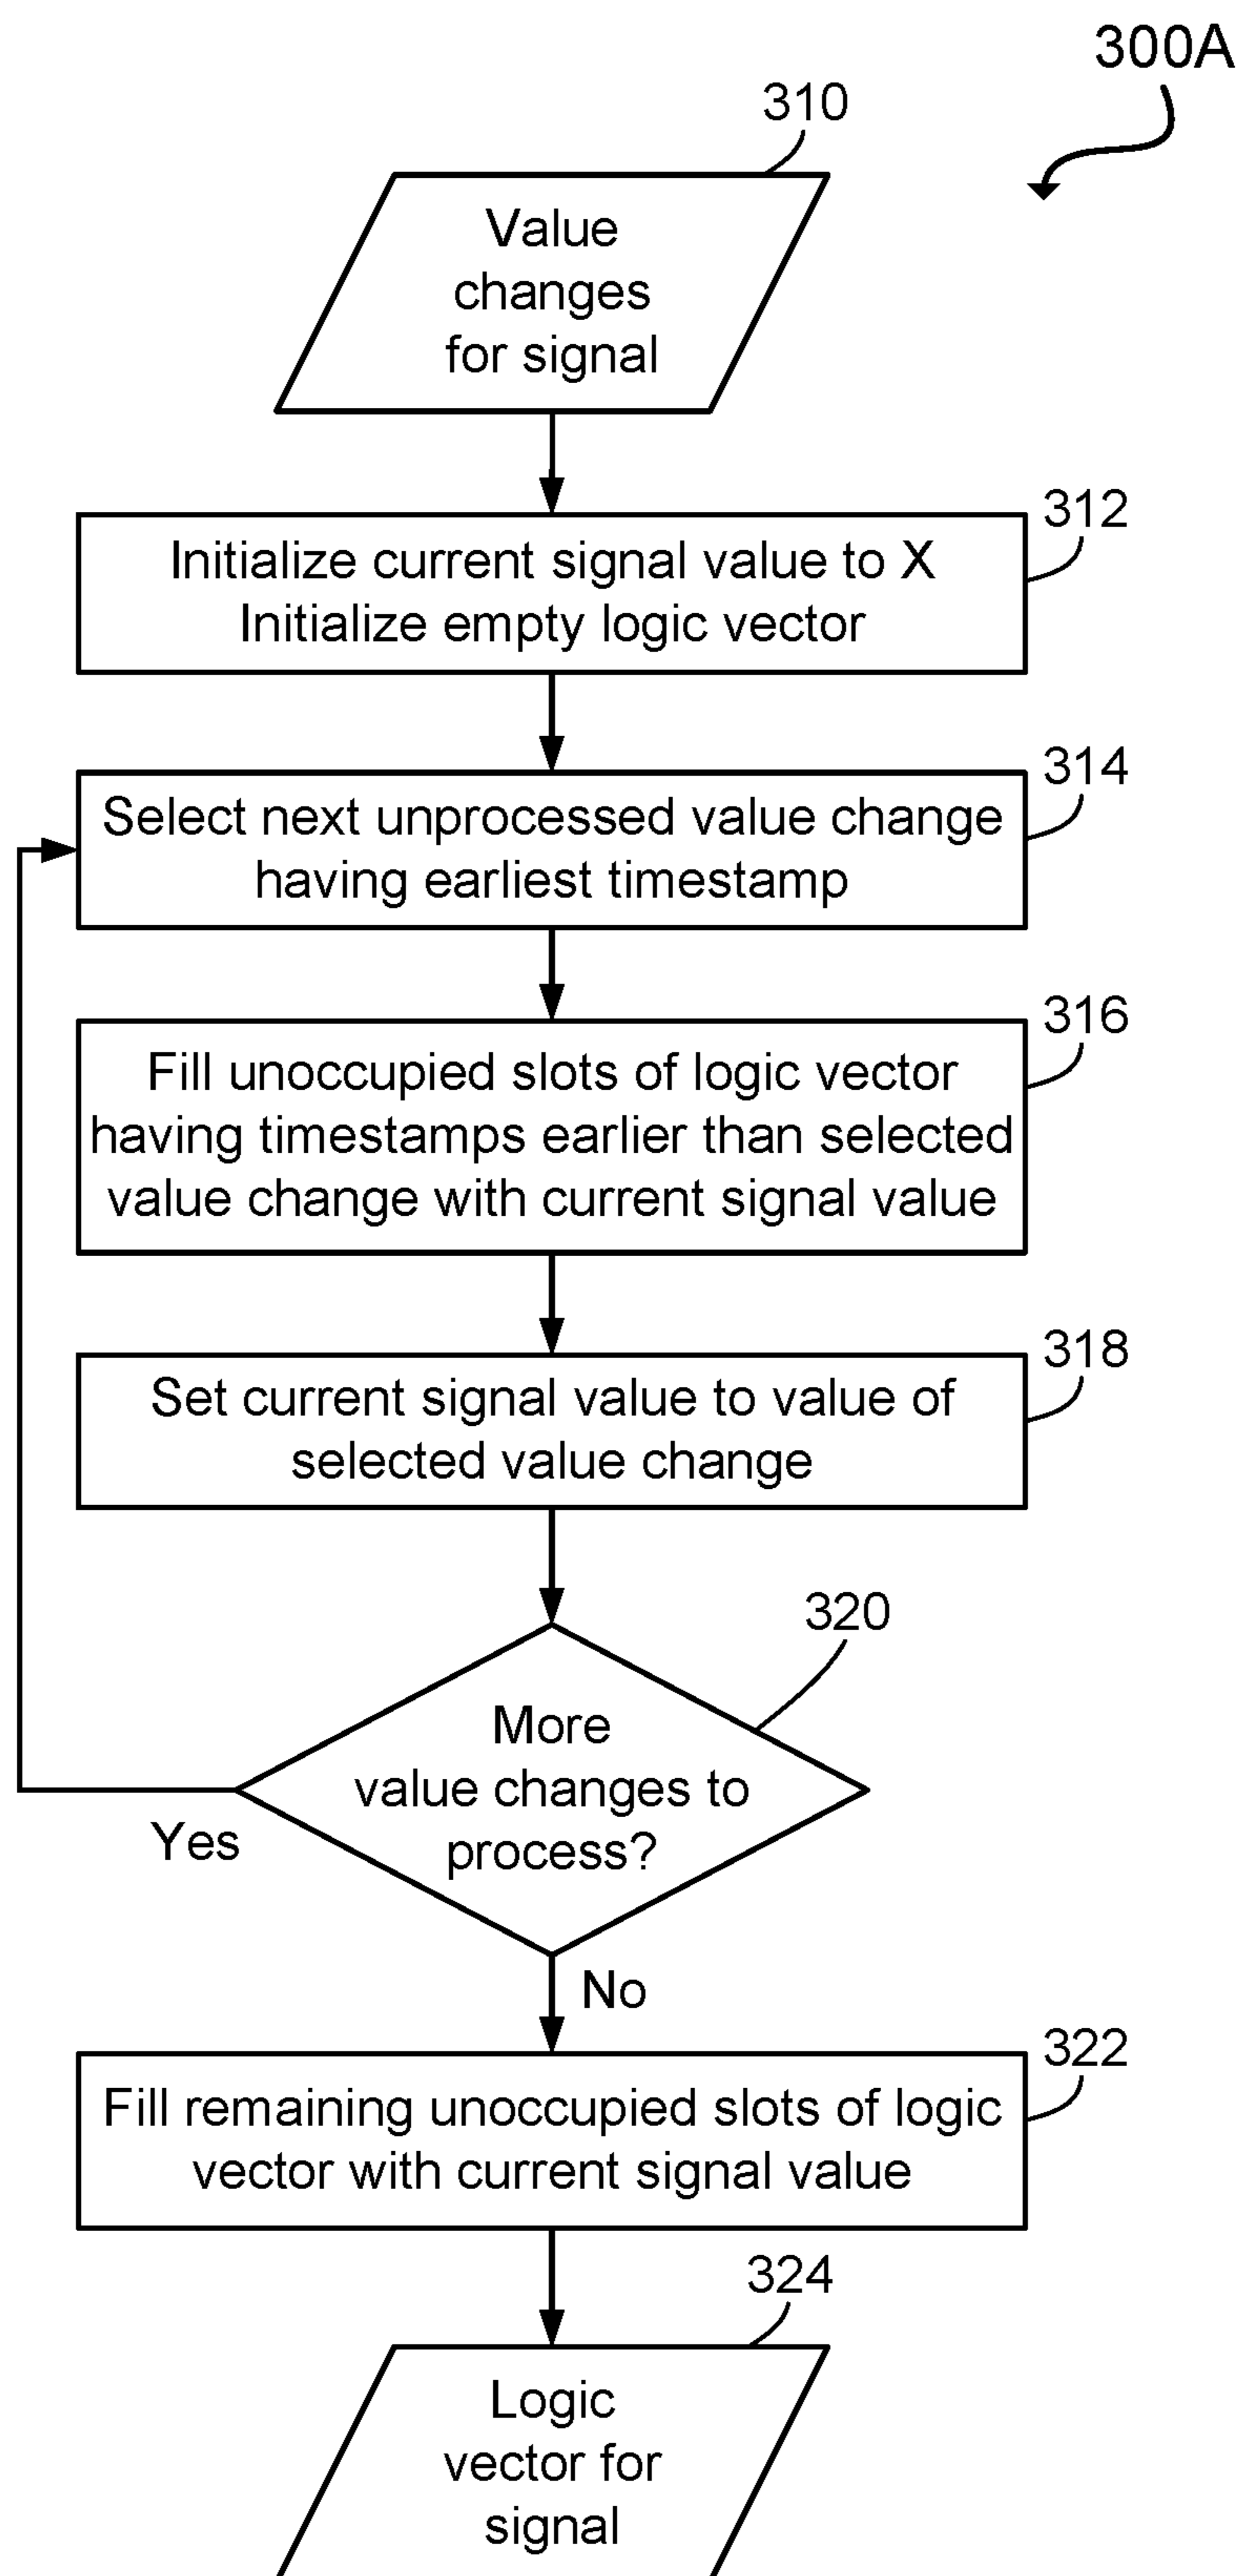 300A
310
Value
changes
for signal
312
Initialize current signal value to X
Initialize empty logic vector
314
Select next unprocessed value change
having earliest timestamp
316
Fill unoccupied slots of logic vector
having timestamps earlier than selected
value change with current signal value
318
Set current signal value to value of
selected value change
320
More
value changes to
process?
Yes
No
322
Fill remaining unoccupied slots of logic
vector with current signal value
324
Logic
vector for
signal